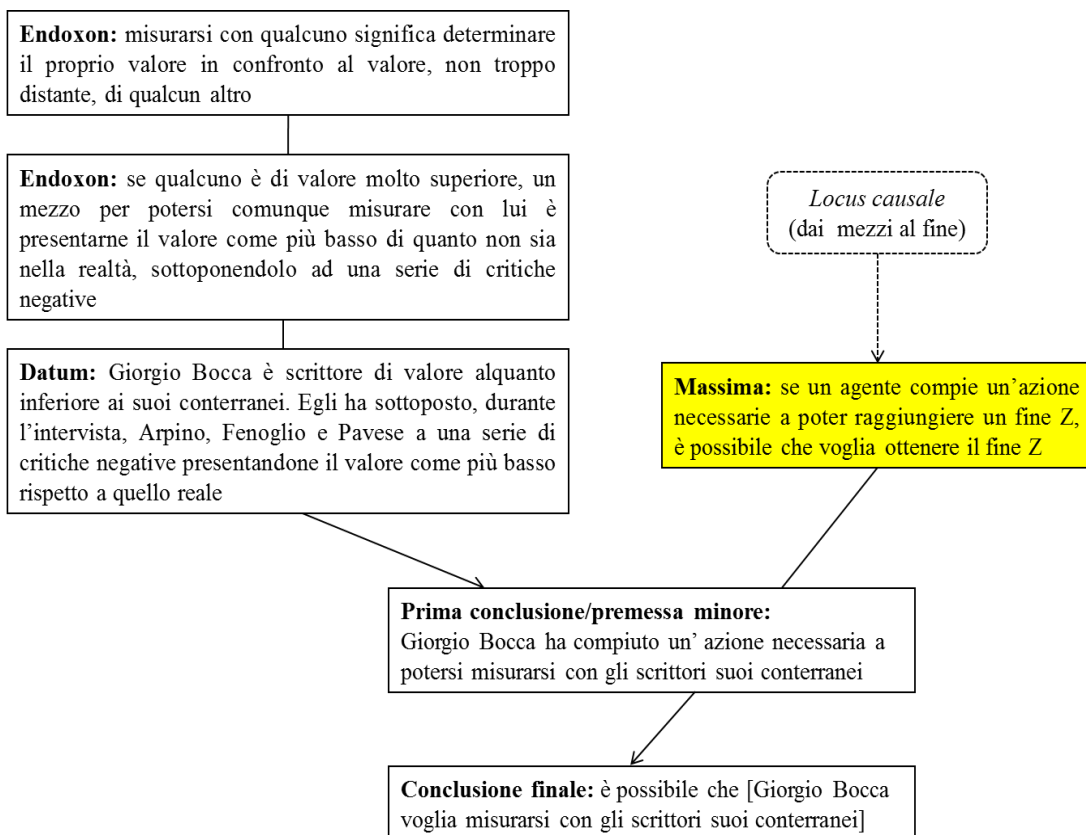 Endoxon: misurarsi con qualcuno significa determinare
il proprio valore in confronto al valore, non troppo
distante, di qualcun altro
Endoxon: se qualcuno è di valore molto superiore, un
mezzo per potersi comunque misurare con lui è
presentarne il valore come più basso di quanto non sia
nella realtà, sottoponendolo ad una serie di critiche
negative
Locus causale
(dai mezzi al fine)
Datum: Giorgio Bocca è scrittore di valore alquanto
inferiore ai suoi conterranei. Egli ha sottoposto, durante
l'intervista, Arpino, Fenoglio e Pavese a una serie di
critiche negative presentandone il valore come più basso
rispetto a quello reale
Massima: se un agente compie un'azione
necessarie a poter raggiungiere un fine Z,
è possibile che voglia ottenere il fine Z
Prima conclusione/premessa minore:
Giorgio Bocca ha compiuto un' azione necessaria a
potersi misurarsi con gli scrittori suoi conterranei
Conclusione finale: è possibile che [Giorgio Bocca
voglia misurarsi con gli scrittori suoi conterranei]